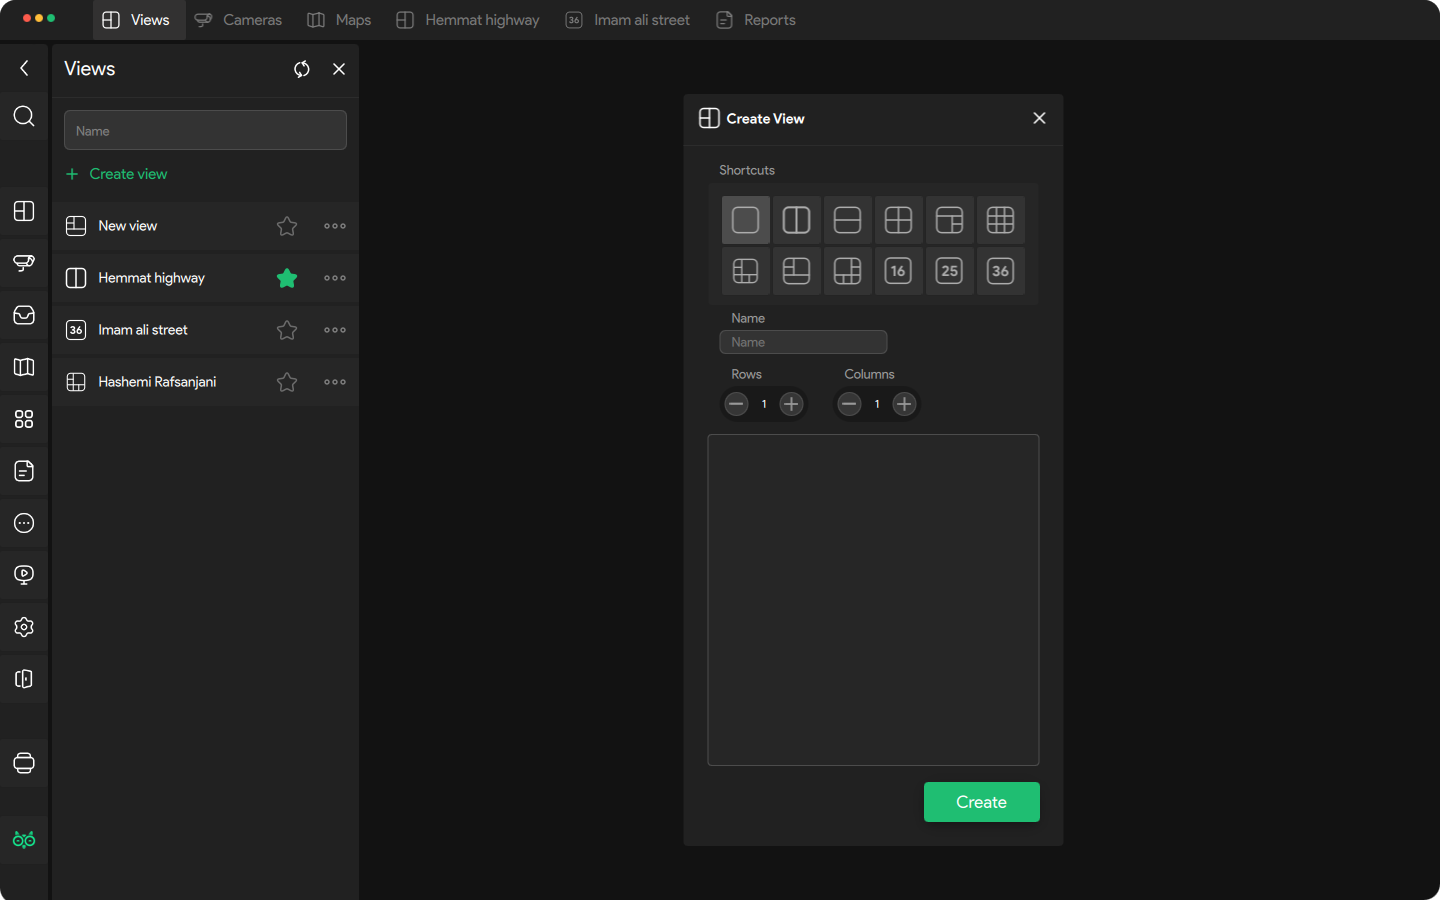 Views
Cameras
Maps
Hemmat highway
36
Imam ali street
Reports
Views
Name
Create view
New view
Hemmat highway
36
Imam ali street
Hashemi Rafsanjani
Create View
Shortcuts
16
25
36
Name
Name
Rows
Columns
1
1
Create